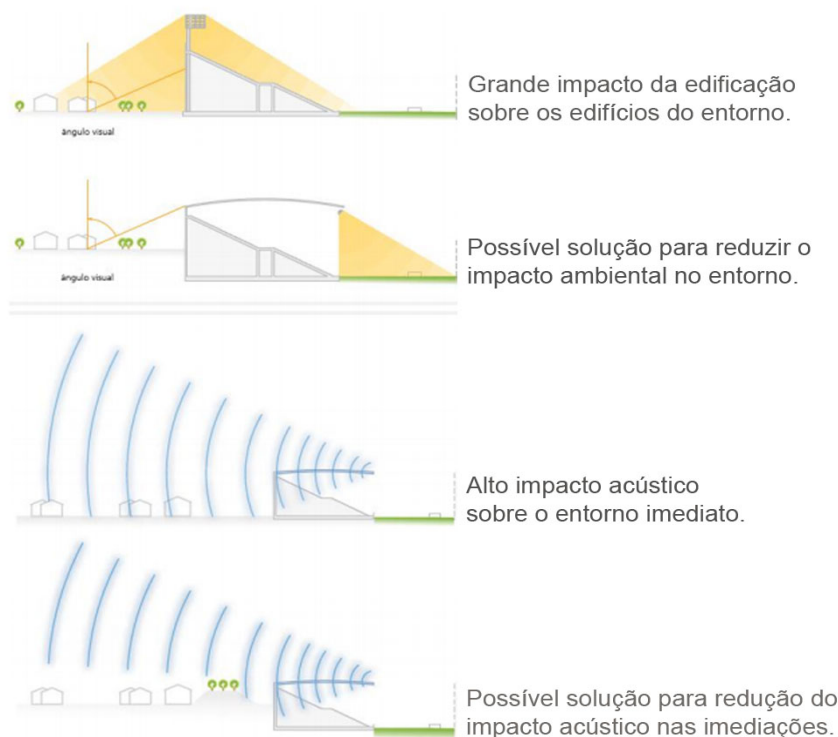 Grande impacto da edificação
sobre os edifícios do entorno.
ângulo visual
Possível solução para reduzir o
impacto ambiental no entorno.
ângulo visual
Alto impacto acústico
sobre o entorno imediato.
Possível solução para redução do
impacto acústico nas imediações.